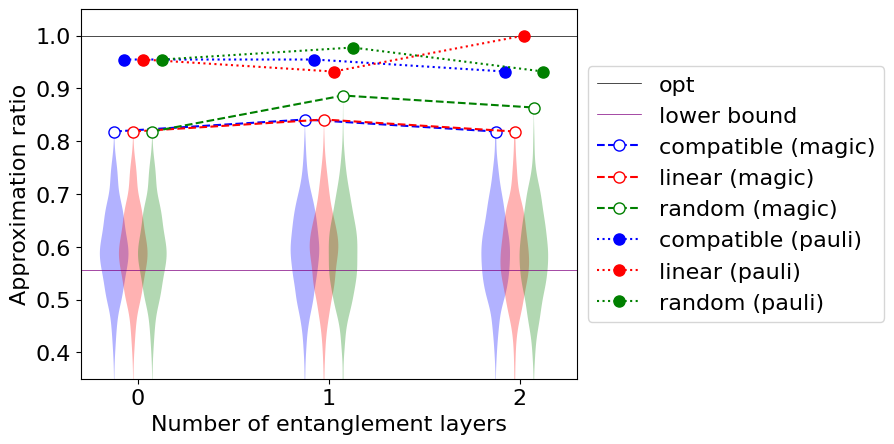 Approximation ratio
1.0
0.9
0.8
0.7
0.6
0.5
0.4
0
1
2
Number of entanglement layers
opt
lower bound
compatible (magic)
linear (magic)
random (magic)
compatible (pauli)
linear (pauli)
random (pauli)